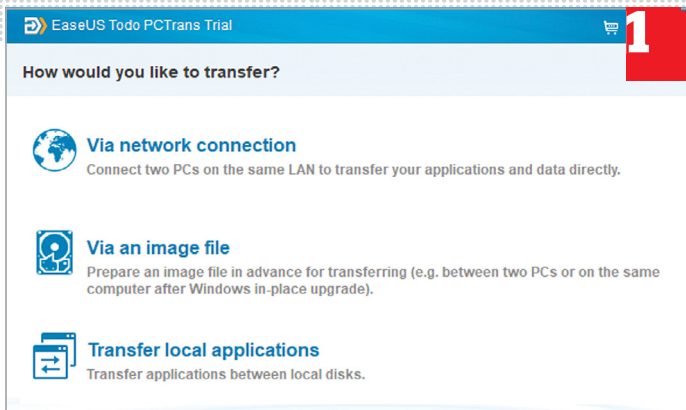 EaseUS Todo PCTrans Trial
1
How would you like to transfer?
Via network connection
Connect two PCs on the same LAN to transfer your applications and data directly.
Via an image file
Prepare an image file in advance for transferring (e.g. between two PCs or on the same
computer after Windows in-place upgrade).
Transfer local applications
Transfer applications between local disks.